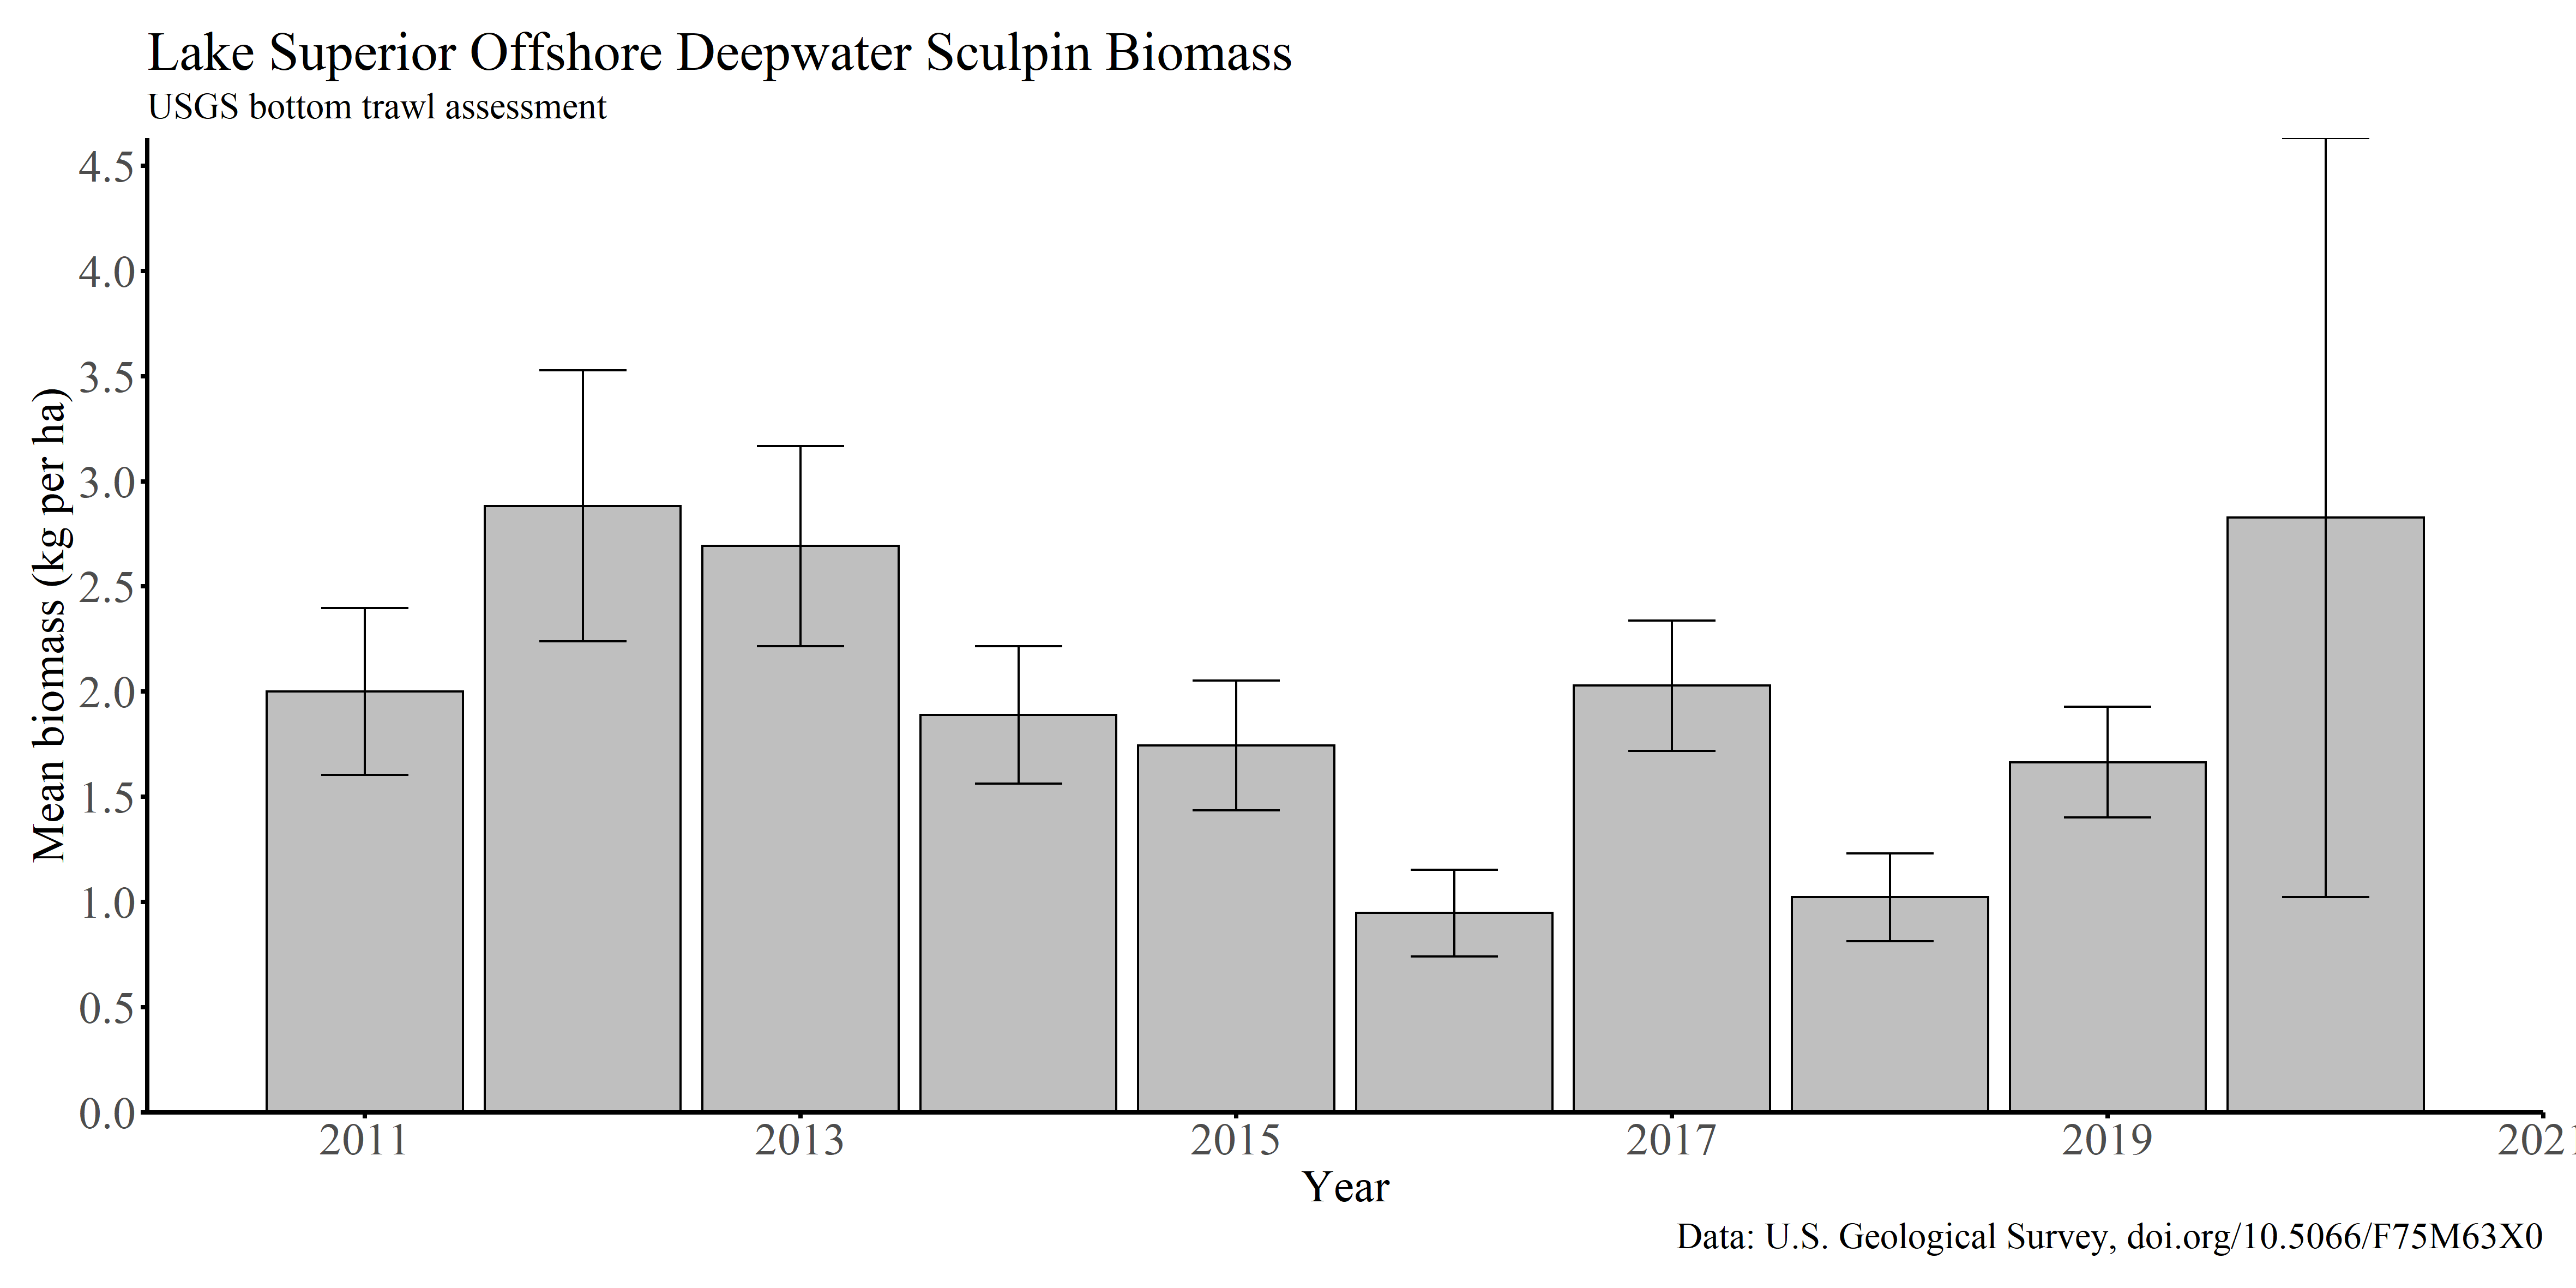 Lake Superior Offshore Deepwater Sculpin Biomass
USGS bottom trawl assessment
Mean biomass (kg per ha)
4.5
4.0
3.5
3.0
2.5
2.0
1.5
1.0
0.5
0.0
2011 2013 2015 2017 2019 2021
Year
Data: U.S. Geological Survey, doi.org/10.5066/F75M63X0